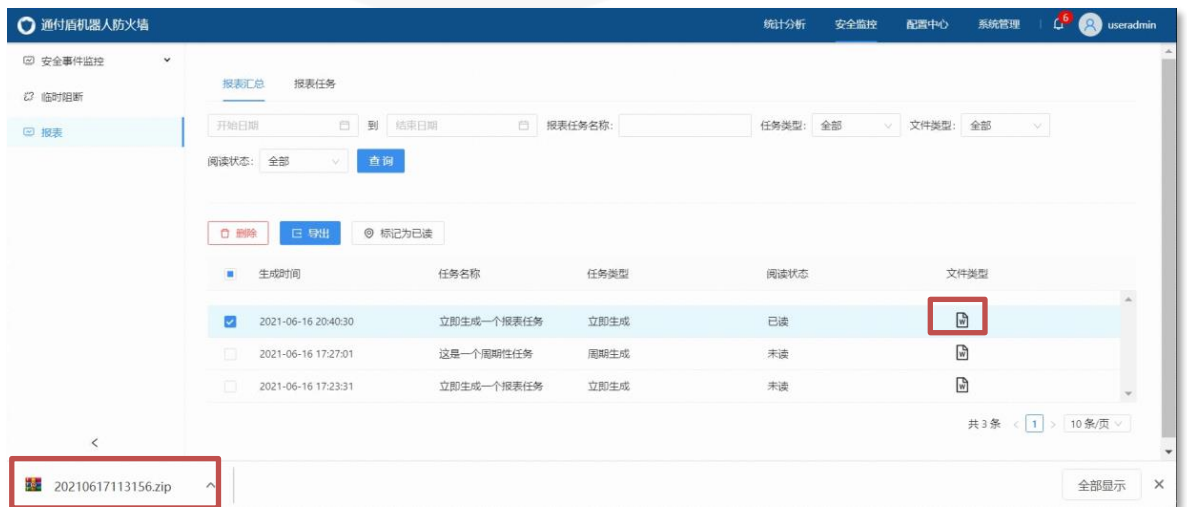 通付盾机器人防火墙 统计分析 安全监控 配置中心 系统管理 6 useradmin
安全事件监控
临时阻断
报表
报表汇总 报表任务
开始日期 到 结束日期 报表任务名称: 任务类型: 全部 文件类型: 全部
阅读状态: 全部 查询
删除 导出 标记为已读
生成时间 任务名称 任务类型 阅读状态 文件类型
2021-06-16 20:40:30 立即生成一个报表任务 立即生成 已读 W
2021-06-16 17:27:01 这是一个周期性任务 周期生成 未读 W
2021-06-16 17:23:31 立即生成一个报表任务 立即生成 未读 W
共 3 条 < 1 > 10 条/页
20210617113156.zip 全部显示